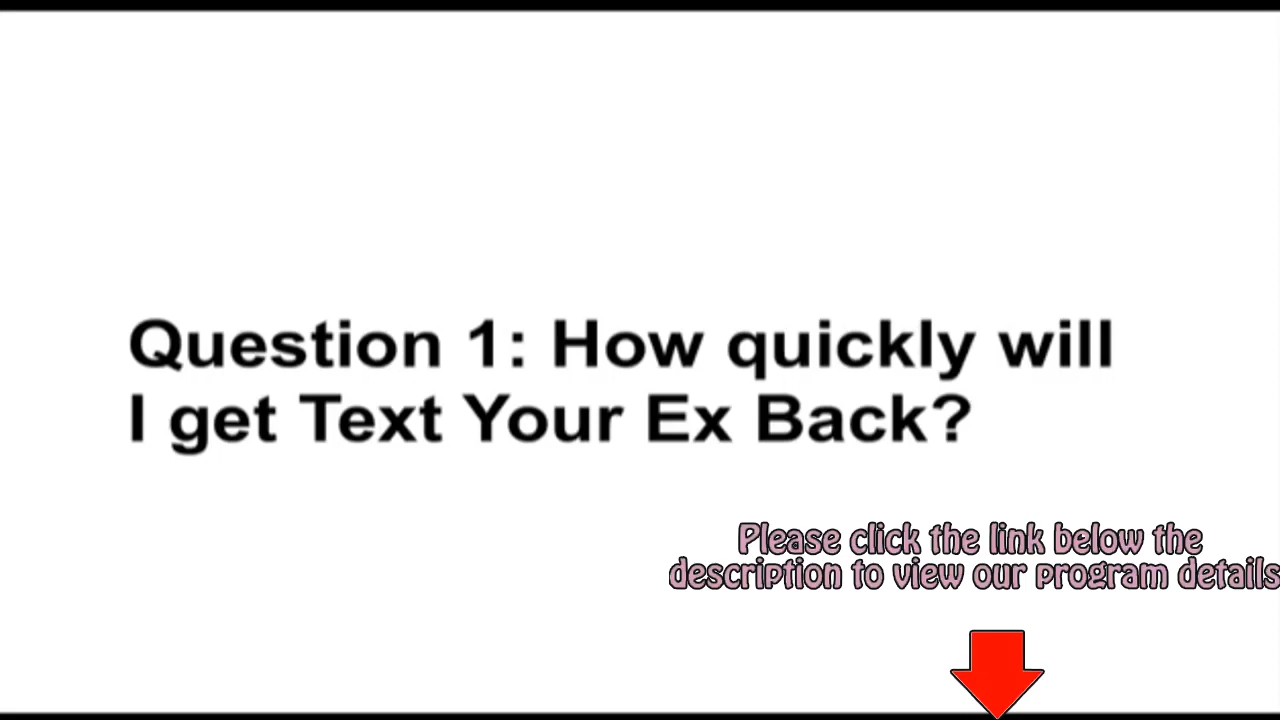 Question 1: How quickly will
I get Text Your Ex Back?
Please click the link below the
description to view our program details